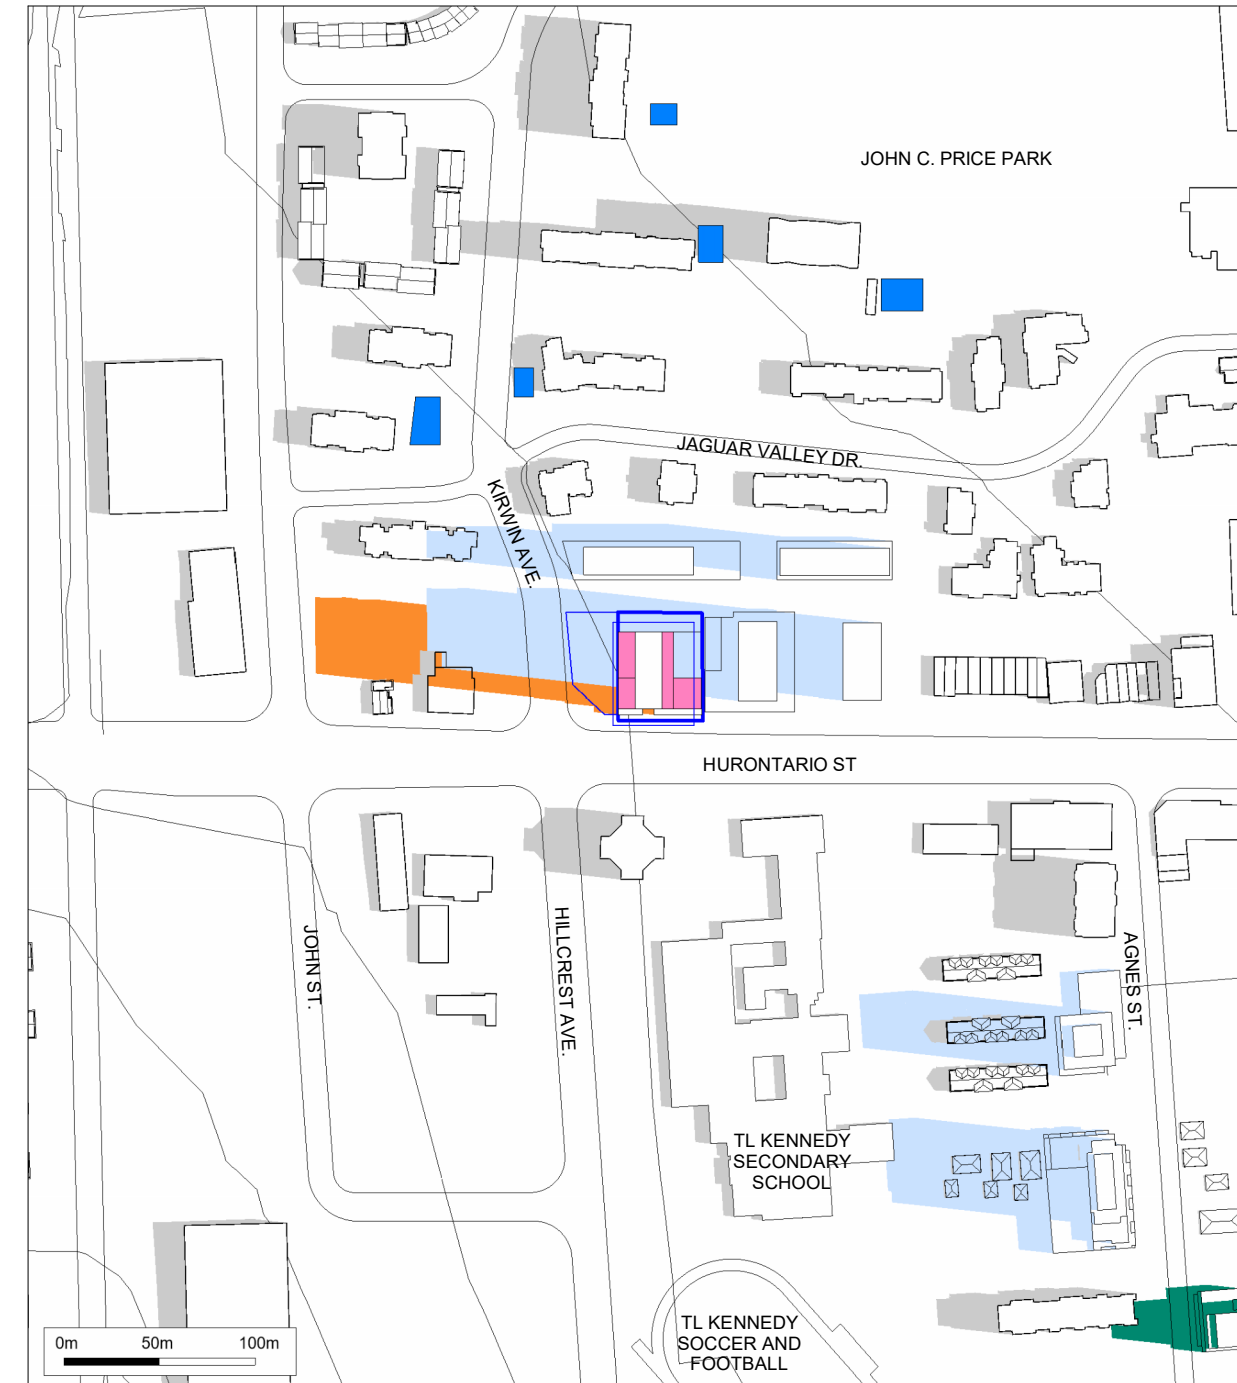 JOHN C. PRICE PARK
JAGUAR VALLEY DR.
KIRWIN AVE.
HURONTARIO ST
JOHN ST.
HILLCREST AVE.
AGNES ST.
TL KENNEDY
SECONDARY
SCHOOL
TL KENNEDY
SOCCER AND
FOOTBALL
0m 50m 100m